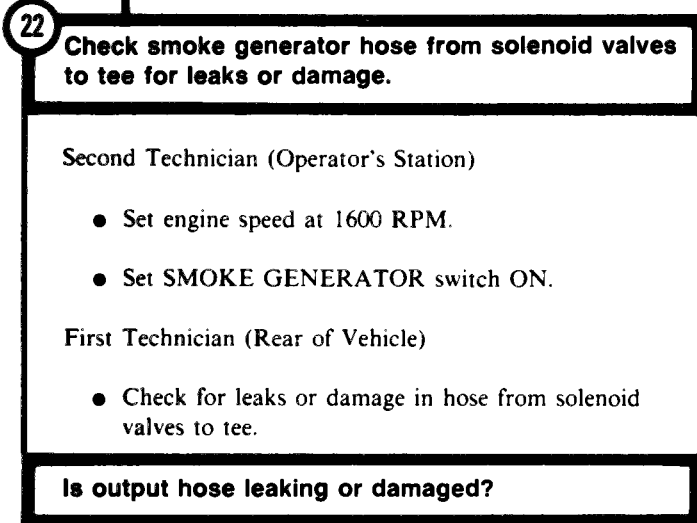 22
Check smoke generator hose from solenoid valves
to tee for leaks or damage.
Second Technician (Operator's Station)
● Set engine speed at 1600 RPM.
● Set SMOKE GENERATOR switch ON.
First Technician (Rear of Vehicle)
● Check for leaks or damage in hose from solenoid
valves to tee.
Is output hose leaking or damaged?